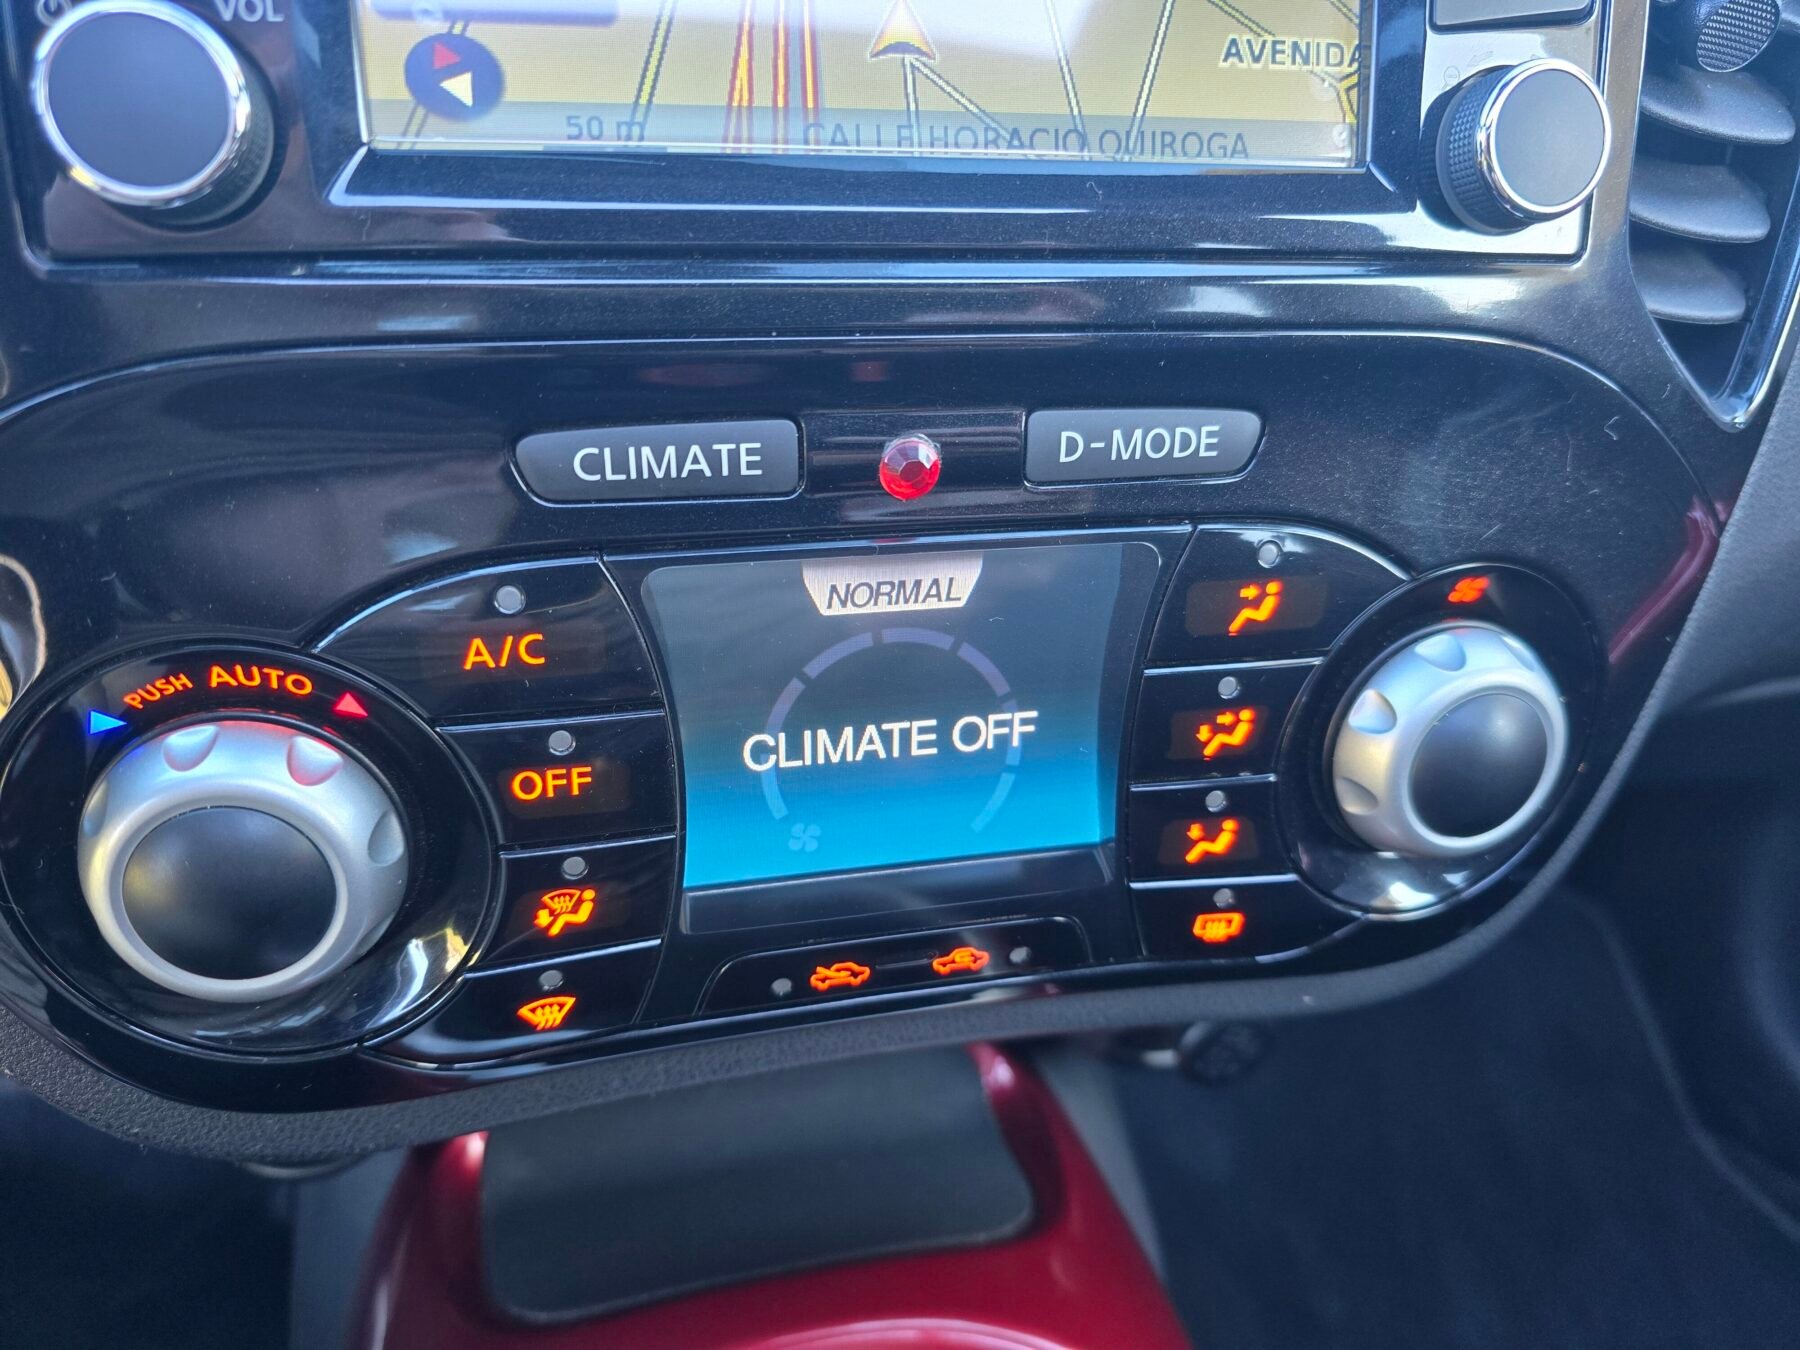 VOL
AVENIDA
50 m
CALLE HORACIO QUIROGA
CLIMATE
D-MODE
NORMAL
A/C
PUSH AUTO
CLIMATE OFF
OFF